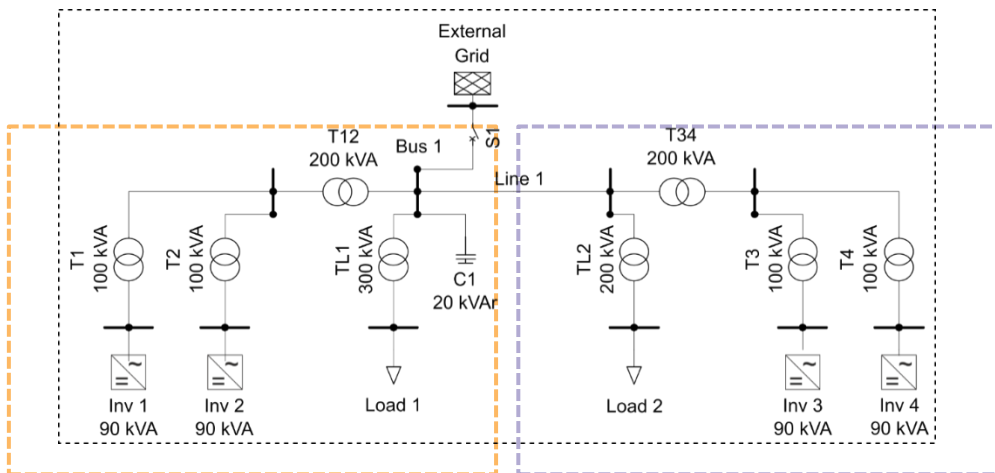 External
Grid
T12
200 kVA
Bus 1
S1
T34
200 kVA
Line 1
T1
100 kVA
T2
100 kVA
TL1
300 kVA
C1
20 kVAr
TL2
200 kVA
T3
100 kVA
T4
100 kVA
Inv 1
90 kVA
Inv 2
90 kVA
Load 1
Load 2
Inv 3
90 kVA
Inv 4
90 kVA